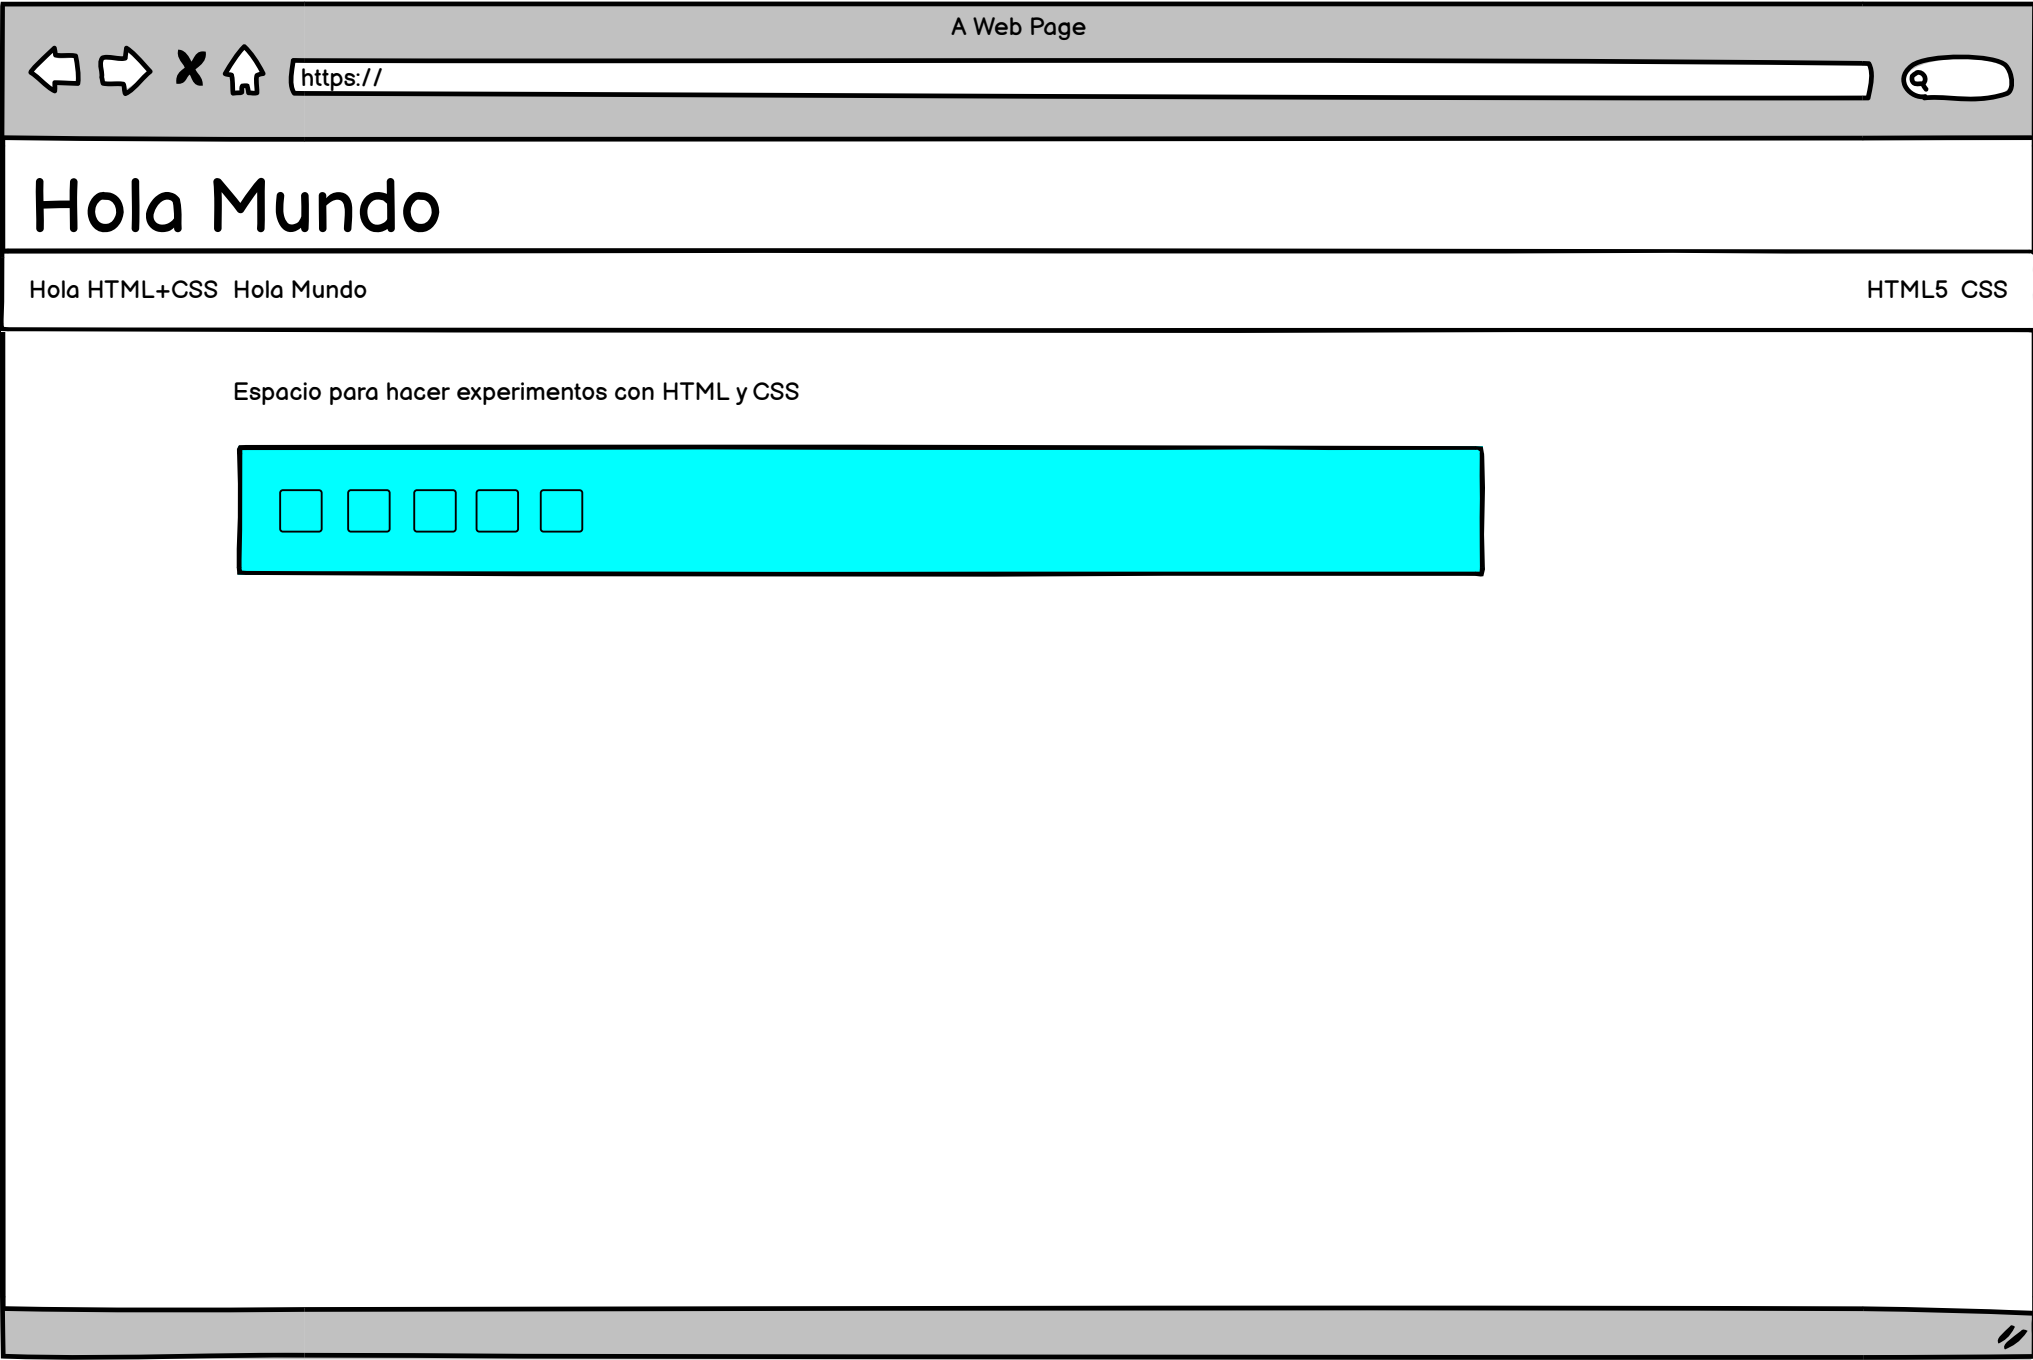 A Web Page
https://
Hola Mundo
Hola HTML+CSS Hola Mundo HTML5 CSS
Espacio para hacer experimentos con HTML y CSS